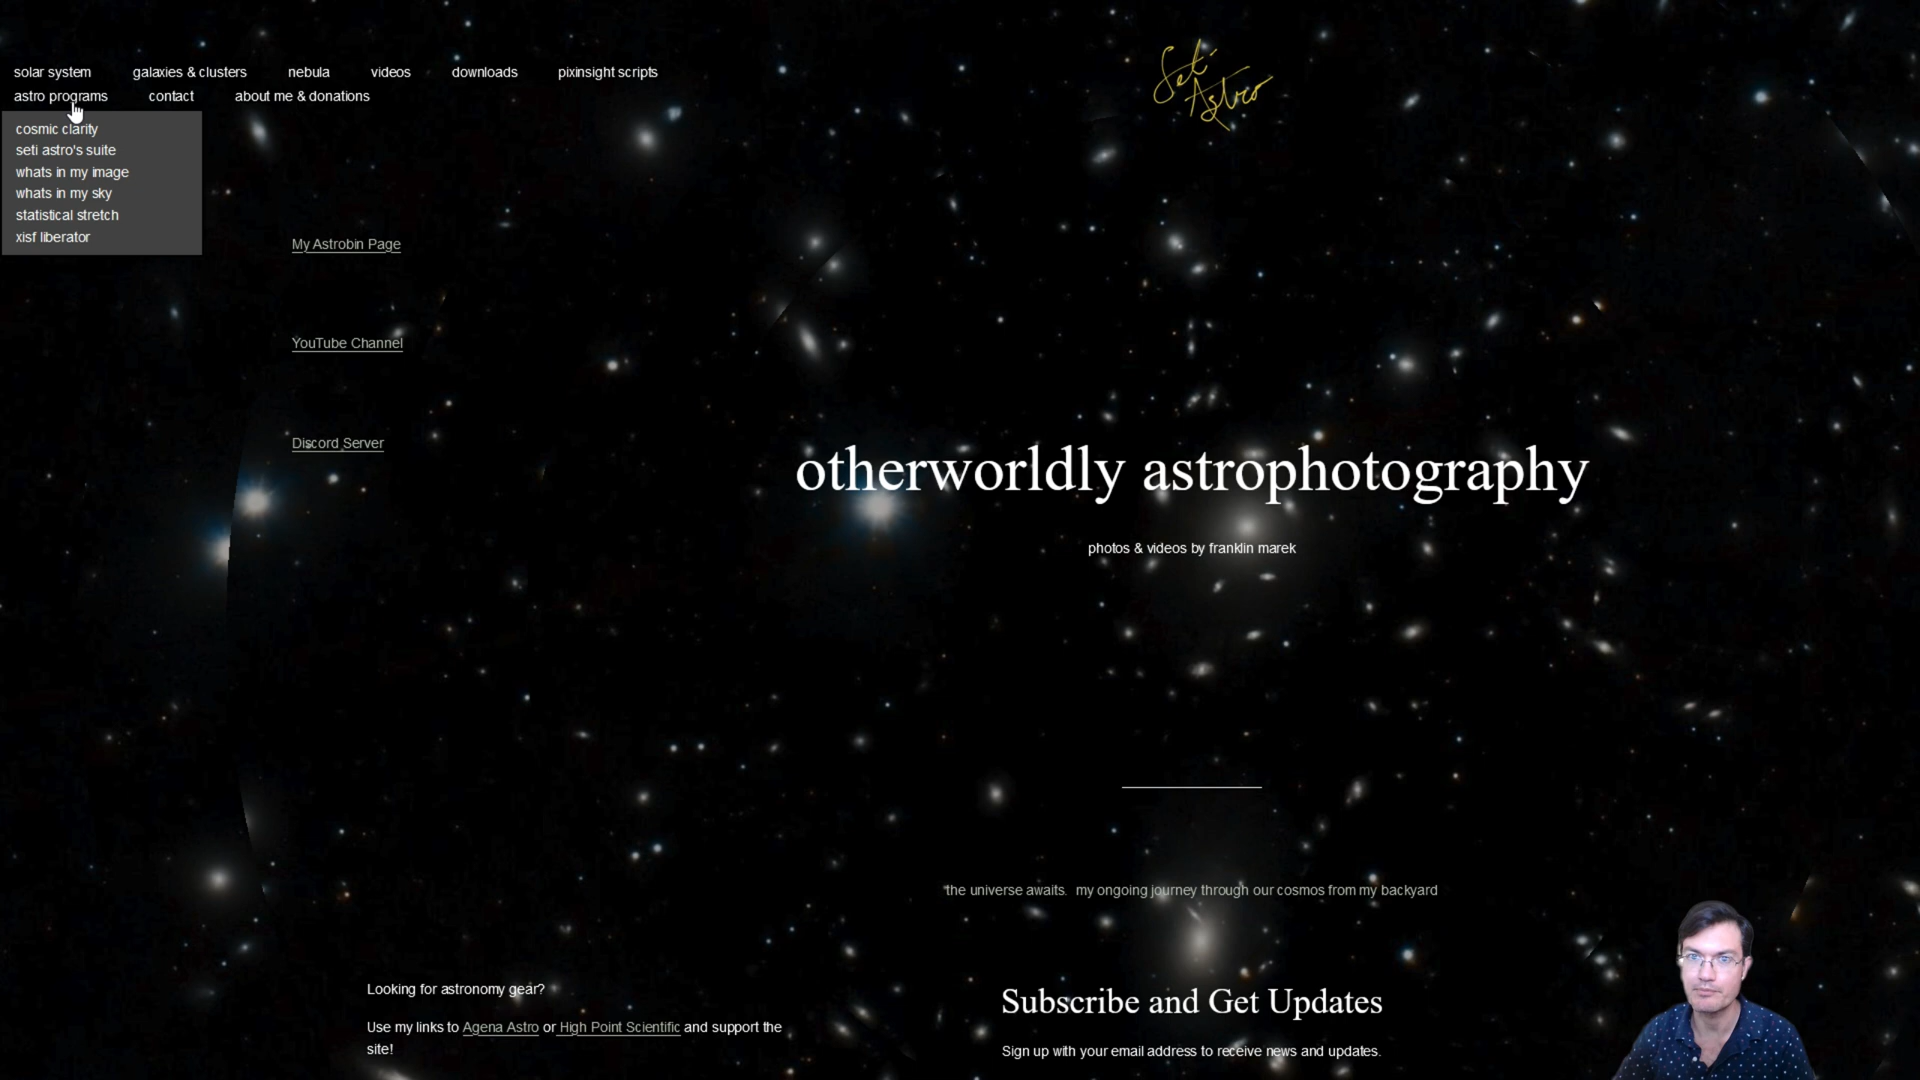 solar system galaxies & clusters nebula videos downloads pixinsight scripts
astro programs contact about me & donations
Seti
Astro
cosmic clarity
seti astro's suite
whats in my image
whats in my sky
statistical stretch
xisf liberator
My Astrobin Page
YouTube Channel
Discord Server
otherworldly astrophotography
photos & videos by franklin marek
"the universe awaits. my ongoing journey through our cosmos from my backyard
Looking for astronomy gear?
Use my links to Agena Astro or High Point Scientific and support the
site!
Subscribe and Get Updates
Sign up with your email address to receive news and updates.